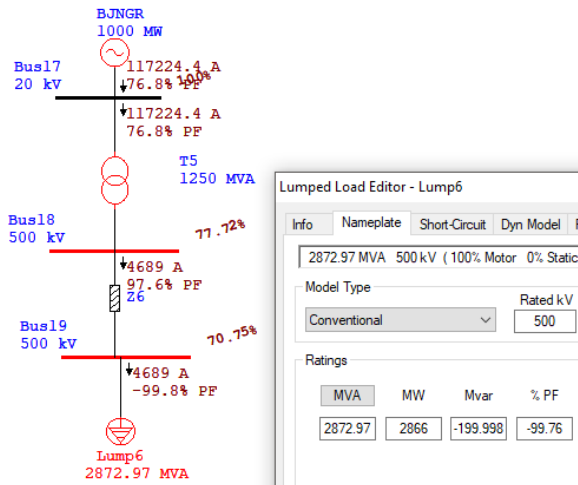 BJNGR
1000 MW
Bus17
20 kV
117224.4 A
100%
76.8% PF
117224.4 A
76.8% PF
T5
1250 MVA
Bus18
500 kV
77.72%
4689 A
97.6% PF
Z6
Bus19
500 kV
70.75%
4689 A
-99.8% PF
Lump6
2872.97 MVA
Lumped Load Editor - Lump6
Info Nameplate Short-Circuit Dyn Model
2872.97 MVA 500 kV ( 100% Motor 0% Static
Model Type
Rated kV
Conventional 500
Ratings
MVA MW Mvar % PF
2872.97 2866 -199.998 -99.76